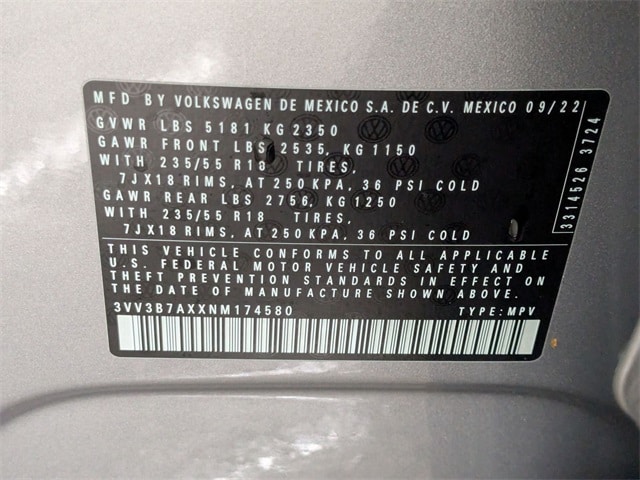 MFD BY VOLKSWAGEN DE MEXICO S.A. DE C.V. MEXICO 09/22
GVWR LBS 5181 KG 2350
GAWR FRONT LBS 2535, KG 1150
WITH 235/55 R18 TIRES,
7JX18 RIMS, AT 250 KPA, 36 PSI COLD
GAWR REAR LBS 2756, KG 1250
WITH 235/55 R18 TIRES,
7JX18 RIMS, AT 250 KPA, 36 PSI COLD
THIS VEHICLE CONFORMS TO ALL APPLICABLE
U.S. FEDERAL MOTOR VEHICLE SAFETY AND
THEFT PREVENTION STANDARDS IN EFFECT ON
THE DATE OF MANUFACTURE SHOWN ABOVE.
3VV3B7AXXNM174580 TYPE: MPV
3314526 3724